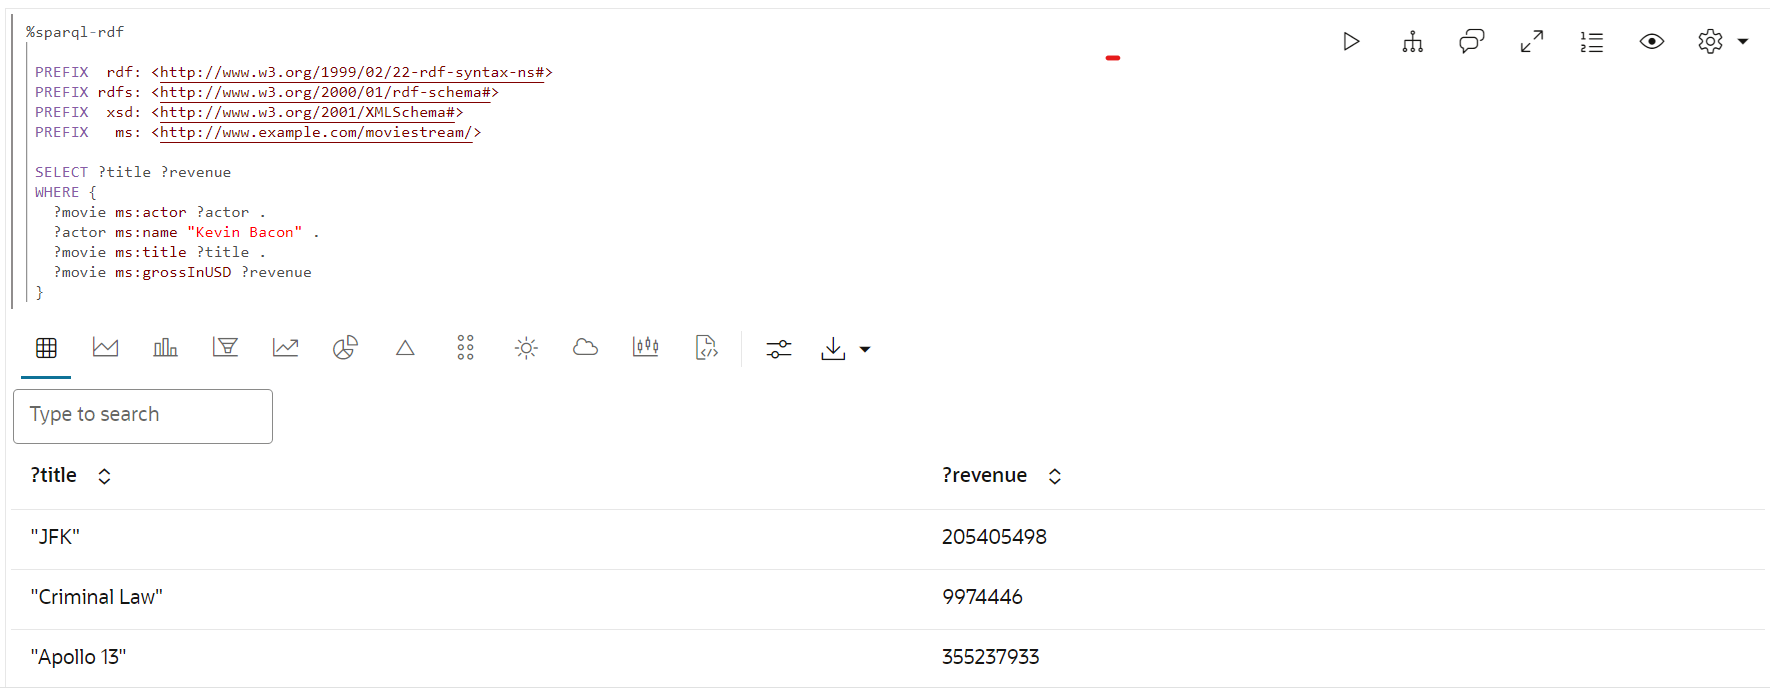 %sparql-rdf
PREFIX  rdf: <http://www.w3.org/1999/02/22-rdf-syntax-ns#>
PREFIX rdfs: <http://www.w3.org/2000/01/rdf-schema#>
PREFIX  xsd: <http://www.w3.org/2001/XMLSchema#>
PREFIX   ms: <http://www.example.com/moviestream/>
SELECT ?title ?revenue
WHERE {
  ?movie ms:actor ?actor .
  ?actor ms:name "Kevin Bacon" .
  ?movie ms:title ?title .
  ?movie ms:grossInUSD ?revenue
}
Type to search
?title ?revenue
"JFK" 205405498
"Criminal Law" 9974446
"Apollo 13" 355237933